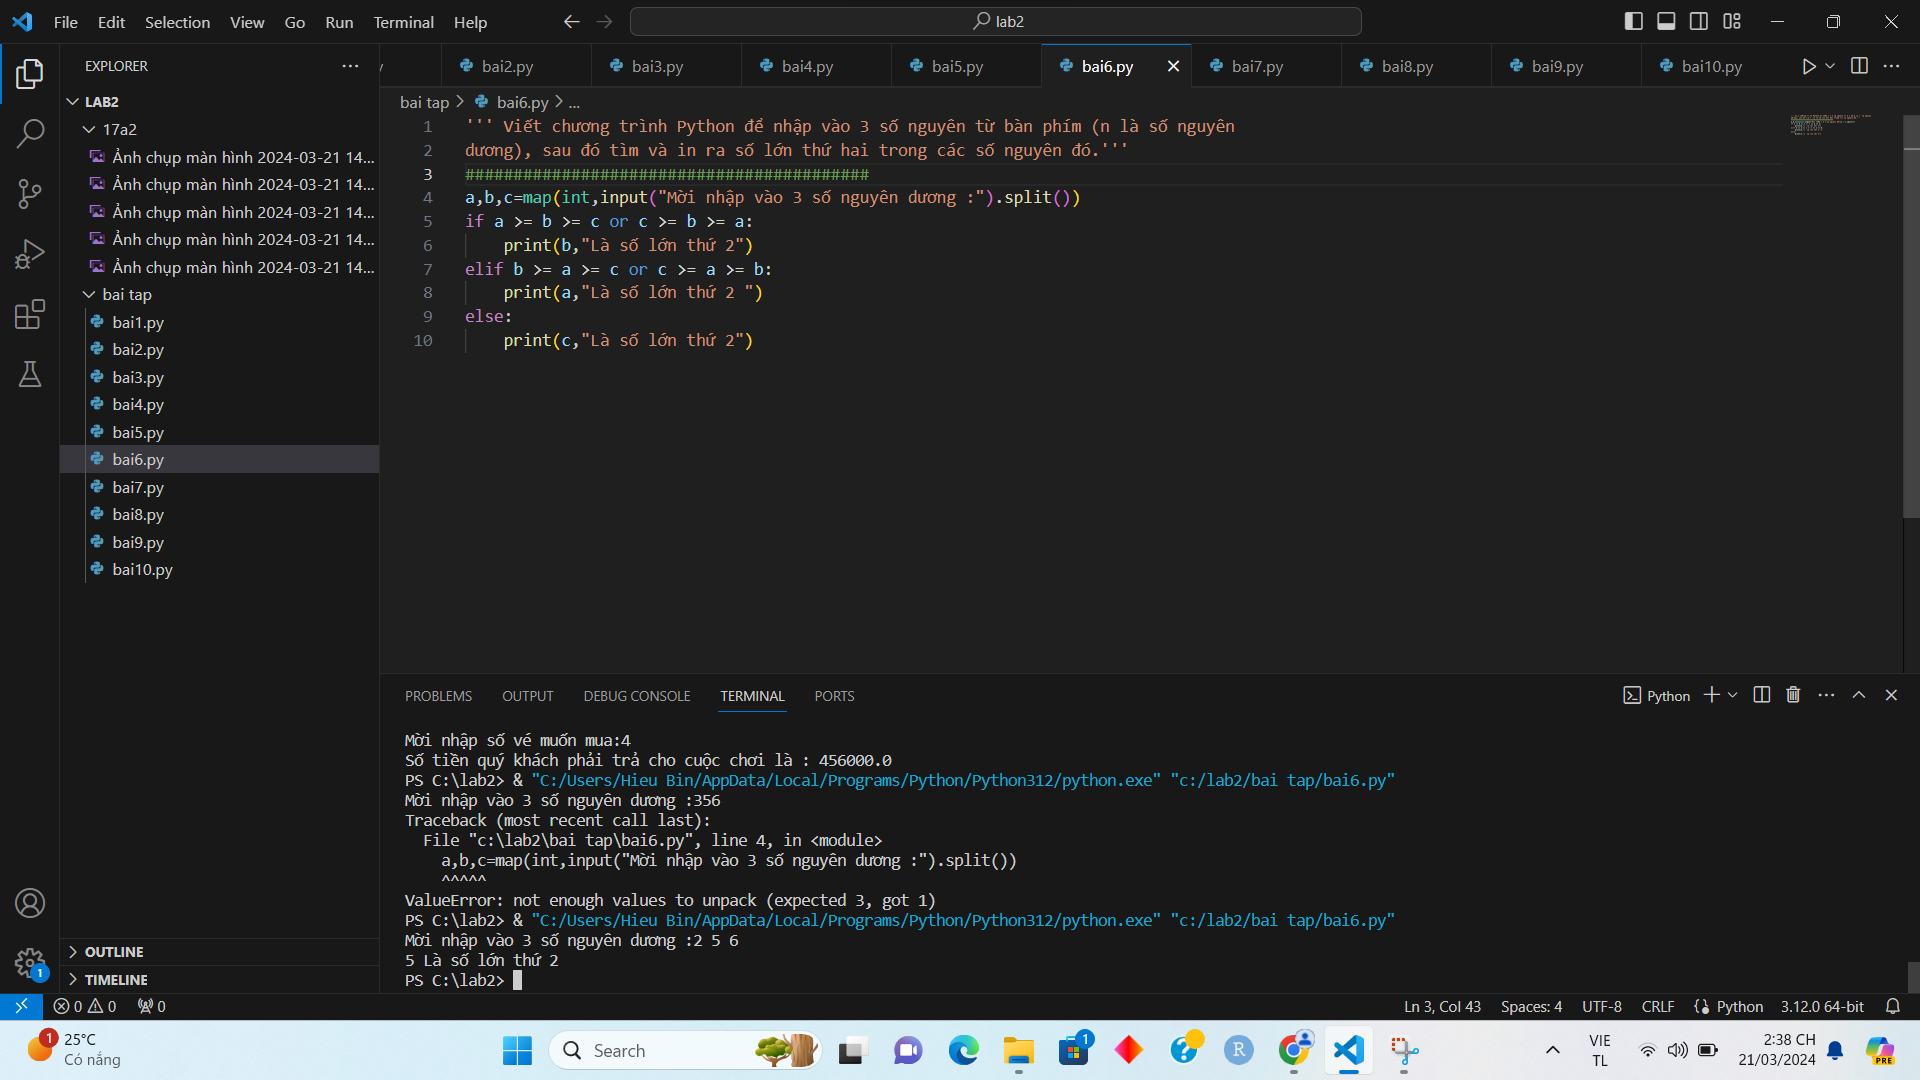 File Edit Selection View Go Run Terminal Help
lab2
EXPLORER
LAB2
17a2
Ảnh chụp màn hình 2024-03-21 14...
Ảnh chụp màn hình 2024-03-21 14...
Ảnh chụp màn hình 2024-03-21 14...
Ảnh chụp màn hình 2024-03-21 14...
Ảnh chụp màn hình 2024-03-21 14...
bai tap
bai1.py
bai2.py
bai3.py
bai4.py
bai5.py
bai6.py
bai7.py
bai8.py
bai9.py
bai10.py
OUTLINE
TIMELINE
bai2.py bai3.py bai4.py bai5.py bai6.py bai7.py bai8.py bai9.py bai10.py
bai tap > bai6.py > ...
1 ''' Viết chương trình Python để nhập vào 3 số nguyên từ bàn phím (n là số nguyên
2 dương), sau đó tìm và in ra số lớn thứ hai trong các số nguyên đó.'''
3 ##########################################
4 a,b,c=map(int,input("Mời nhập vào 3 số nguyên dương :").split())
5 if a >= b >= c or c >= b >= a:
6 print(b,"Là số lớn thứ 2")
7 elif b >= a >= c or c >= a >= b:
8 print(a,"Là số lớn thứ 2 ")
9 else:
10 print(c,"Là số lớn thứ 2")
PROBLEMS OUTPUT DEBUG CONSOLE TERMINAL PORTS
Python
Mời nhập số vé muốn mua:4
Số tiền quý khách phải trả cho cuộc chơi là : 456000.0
PS C:\lab2> & "C:/Users/Hieu Bin/AppData/Local/Programs/Python/Python312/python.exe" "c:/lab2/bai tap/bai6.py"
Mời nhập vào 3 số nguyên dương :356
Traceback (most recent call last):
File "c:\lab2\bai tap\bai6.py", line 4, in <module>
a,b,c=map(int,input("Mời nhập vào 3 số nguyên dương :").split())
^^^^^
ValueError: not enough values to unpack (expected 3, got 1)
PS C:\lab2> & "C:/Users/Hieu Bin/AppData/Local/Programs/Python/Python312/python.exe" "c:/lab2/bai tap/bai6.py"
Mời nhập vào 3 số nguyên dương :2 5 6
5 Là số lớn thứ 2
PS C:\lab2>
1
0 0 0
Ln 3, Col 43 Spaces: 4 UTF-8 CRLF Python 3.12.0 64-bit
1
25°C
Có nắng
Search
1
R
PRE
VIE
TL
2:38 CH
21/03/2024